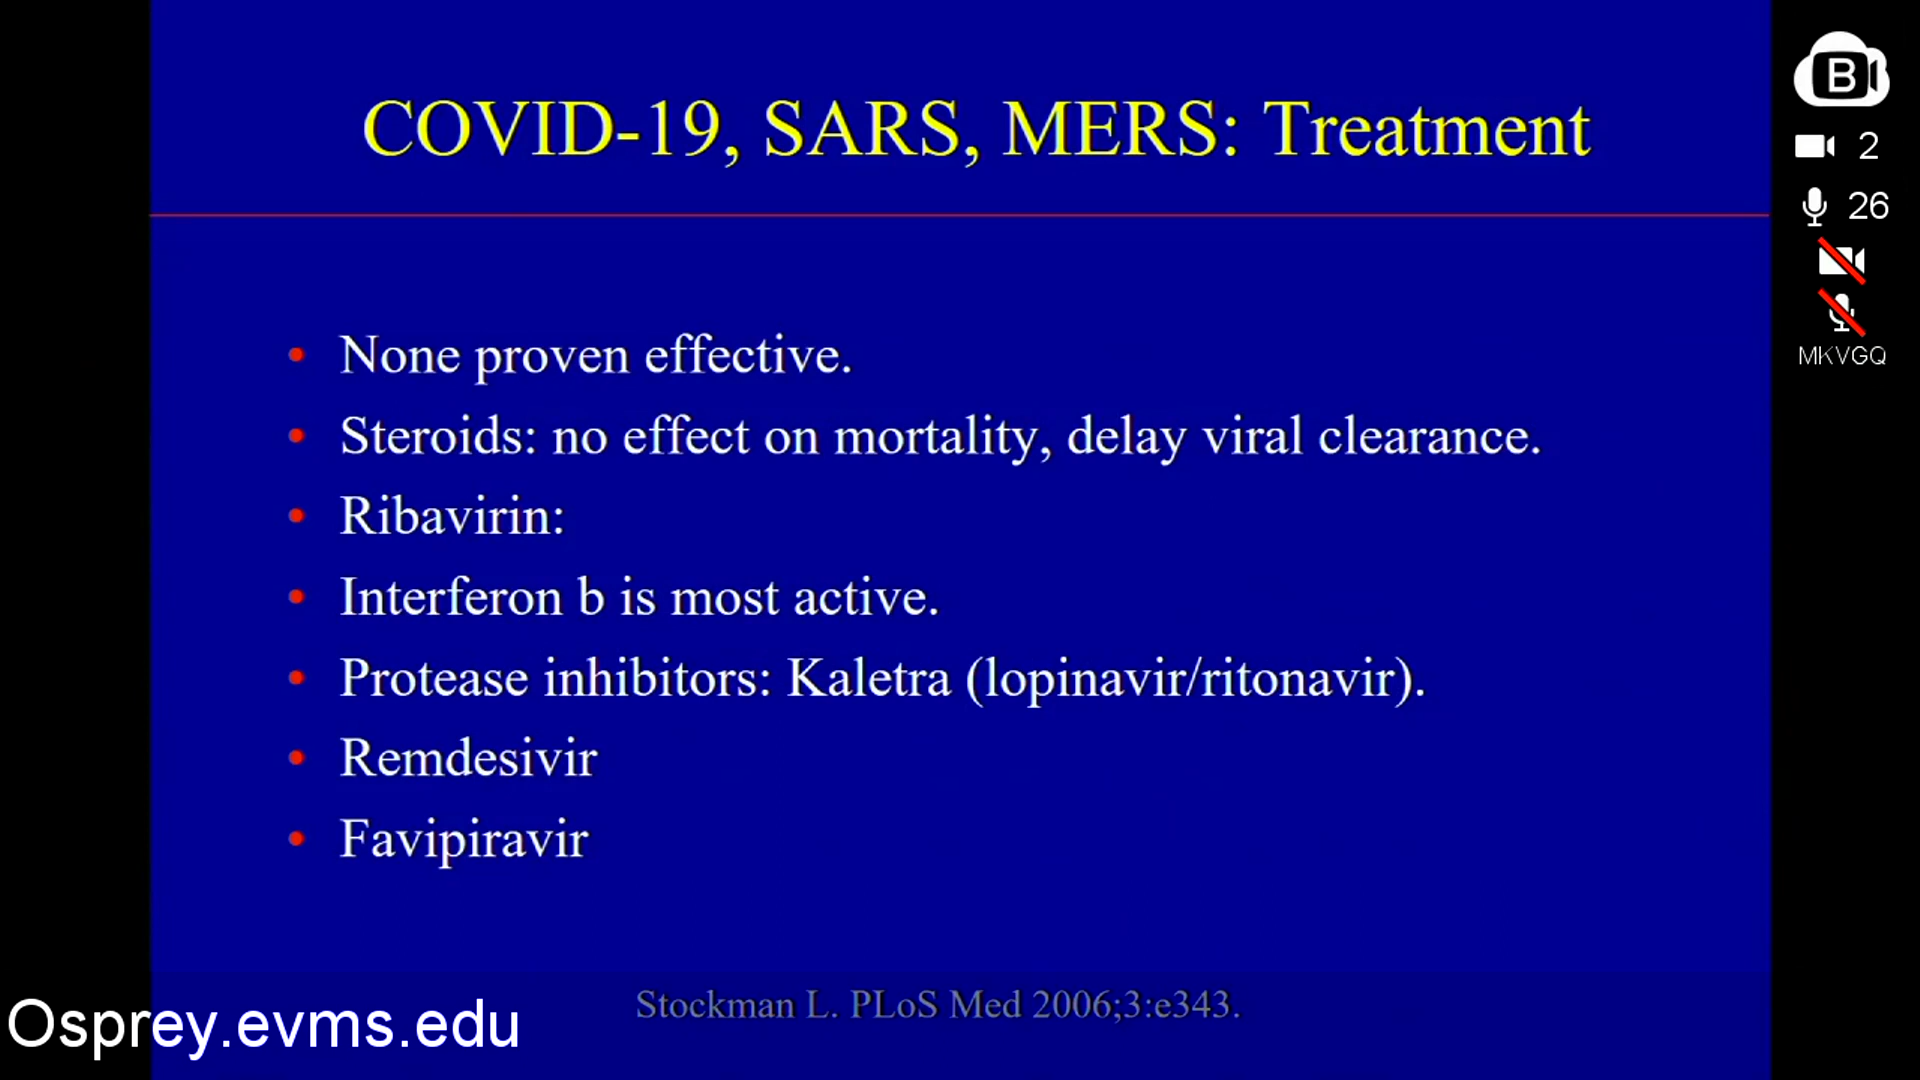 COVID-19, SARS, MERS: Treatment
• None proven effective.
• Steroids: no effect on mortality, delay viral clearance.
• Ribavirin:
• Interferon b is most active.
• Protease inhibitors: Kaletra (lopinavir/ritonavir).
• Remdesivir
• Favipiravir
Stockman L. PLoS Med 2006;3:e343.
Osprey.evms.edu
B
2
26
MKVGQ